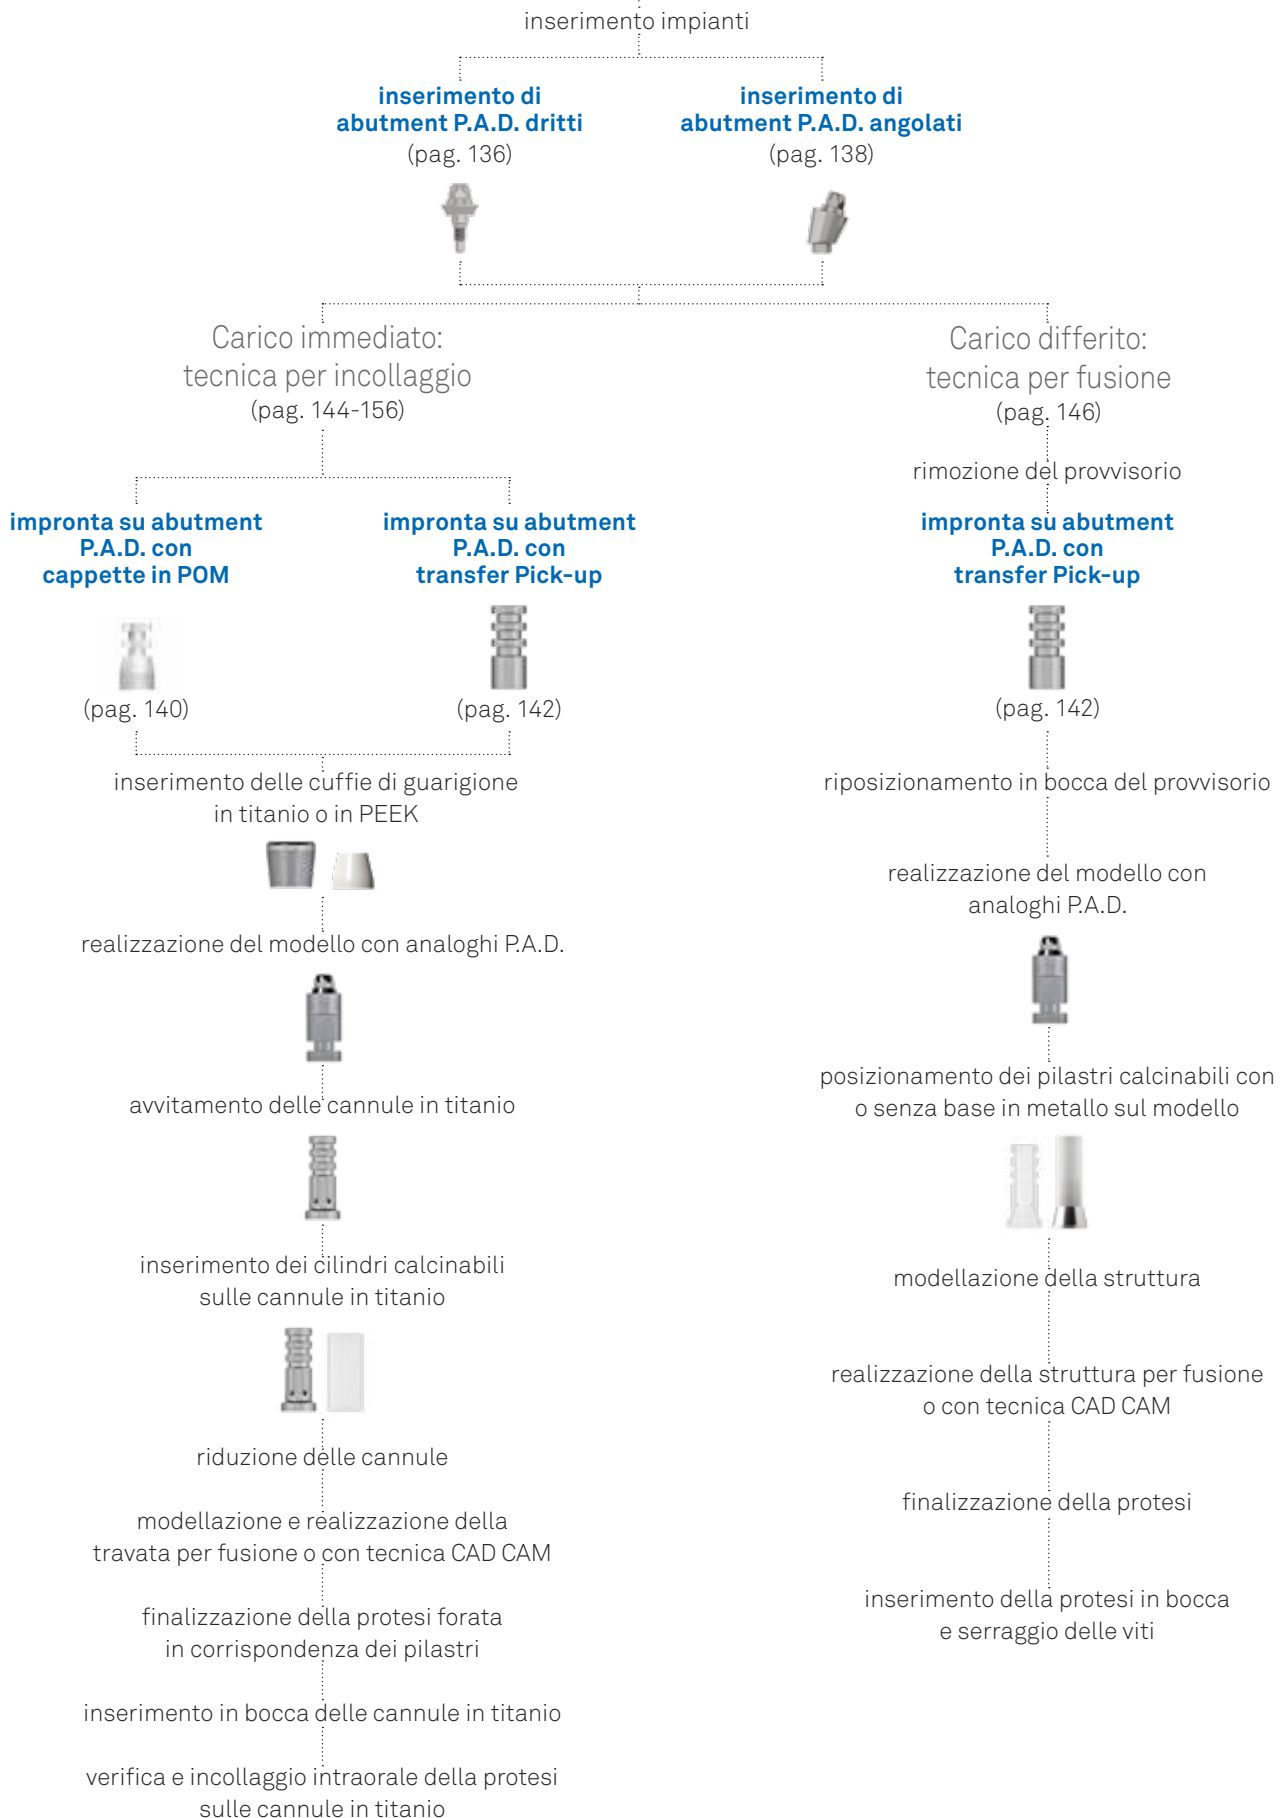 inserimento impianti
inserimento di
abutment P.A.D. dritti
(pag. 136)
inserimento di
abutment P.A.D. angolati
(pag. 138)
Carico immediato:
tecnica per incollaggio
(pag. 144-156)
impronta su abutment
P.A.D. con
cappette in POM
(pag. 140)
impronta su abutment
P.A.D. con
transfer Pick-up
(pag. 142)
inserimento delle cuffie di guarigione
in titanio o in PEEK
realizzazione del modello con analoghi P.A.D.
avvitamento delle cannule in titanio
inserimento dei cilindri calcinabili
sulle cannule in titanio
riduzione delle cannule
modellazione e realizzazione della
travata per fusione o con tecnica CAD CAM
finalizzazione della protesi forata
in corrispondenza dei pilastri
inserimento in bocca delle cannule in titanio
verifica e incollaggio intraorale della protesi
sulle cannule in titanio
Carico differito:
tecnica per fusione
(pag. 146)
rimozione del provvisorio
impronta su abutment
P.A.D. con
transfer Pick-up
(pag. 142)
riposizionamento in bocca del provvisorio
realizzazione del modello con
analoghi P.A.D.
posizionamento dei pilastri calcinabili con
o senza base in metallo sul modello
modellazione della struttura
realizzazione della struttura per fusione
o con tecnica CAD CAM
finalizzazione della protesi
inserimento della protesi in bocca
e serraggio delle viti